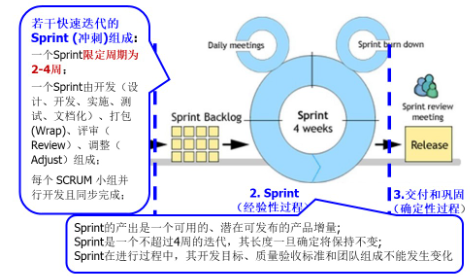 若干快速迭代的
Sprint (冲刺)组成:
一个Sprint限定周期为
2-4周；
一个Sprint由开发（设
计、开发、实施、测
试、文档化）、打包
(Wrap)、评审（
Review）、调整（
Adjust）组成；
每个 SCRUM 小组并
行开发且同步完成；
Daily meetings
Sprint burn down
Sprint Backlog
Sprint
4 weeks
Sprint review
meeting
Release
2. Sprint
（经验性过程）
3.交付和巩固
（确定性过程）
Sprint的产出是一个可用的、潜在可发布的产品增量;
Sprint是一个不超过4周的迭代，其长度一旦确定将保持不变;
Sprint在进行过程中，其开发目标、质量验收标准和团队组成不能发生变化